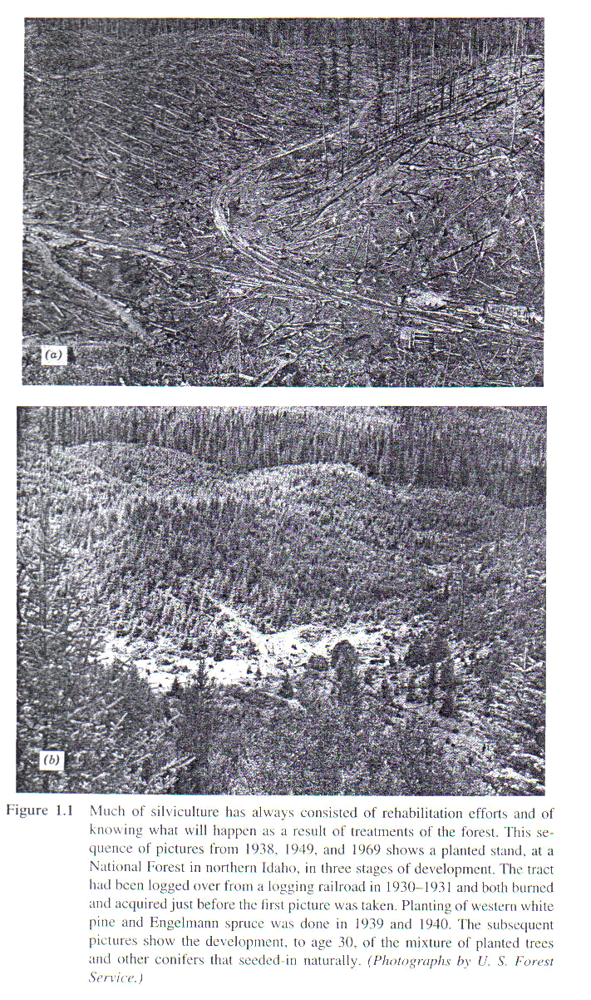 (a)
(b)
Figure 1.1 Much of silviculture has always consisted of rehabilitation efforts and of
knowing what will happen as a result of treatments of the forest. This se-
quence of pictures from 1938, 1949, and 1969 shows a planted stand, at a
National Forest in northern Idaho, in three stages of development. The tract
had been logged over from a logging railroad in 1930–1931 and both burned
and acquired just before the first picture was taken. Planting of western white
pine and Engelmann spruce was done in 1939 and 1940. The subsequent
pictures show the development, to age 30, of the mixture of planted trees
and other conifers that seeded-in naturally. (Photographs by U. S. Forest
Service.)